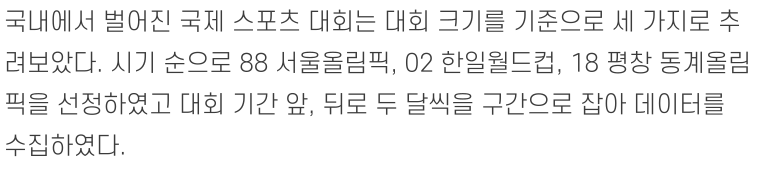 국내에서 벌어진 국제 스포츠 대회는 대회 크기를 기준으로 세 가지로 추
려보았다. 시기 순으로 88 서울올림픽, 02 한일월드컵, 18 평창 동계올림
픽을 선정하였고 대회 기간 앞, 뒤로 두 달씩을 구간으로 잡아 데이터를
수집하였다.